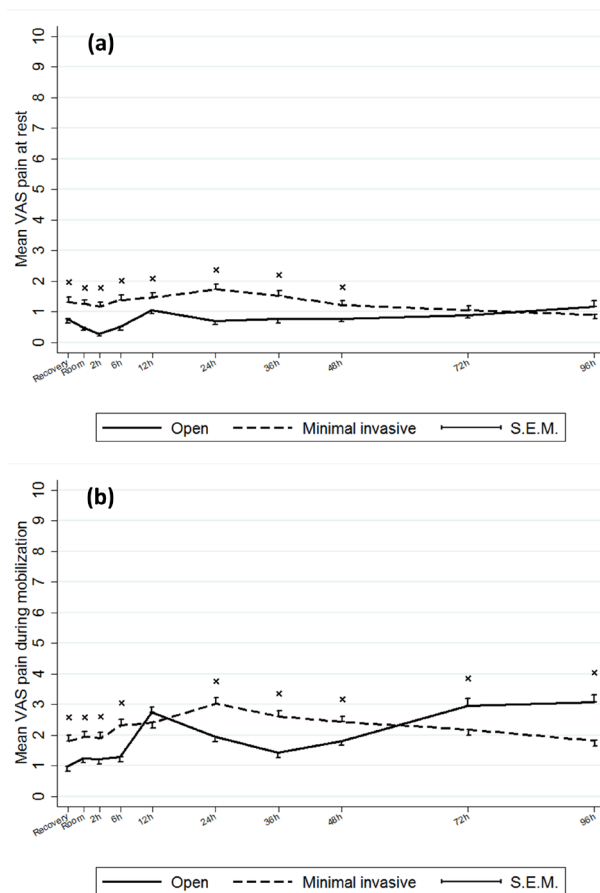 (a)
Mean VAS pain at rest
10
9
8
7
6
5
4
3
2
1
0
× × × × × × × ×
Recovery Room 2h 6h 12h 24h 36h 48h 72h 96h
Open Minimal invasive S.E.M.
(b)
Mean VAS pain during mobilization
10
9
8
7
6
5
4
3
2
1
0
× × × × × × × × ×
Recovery Room 2h 6h 12h 24h 36h 48h 72h 96h
Open Minimal invasive S.E.M.